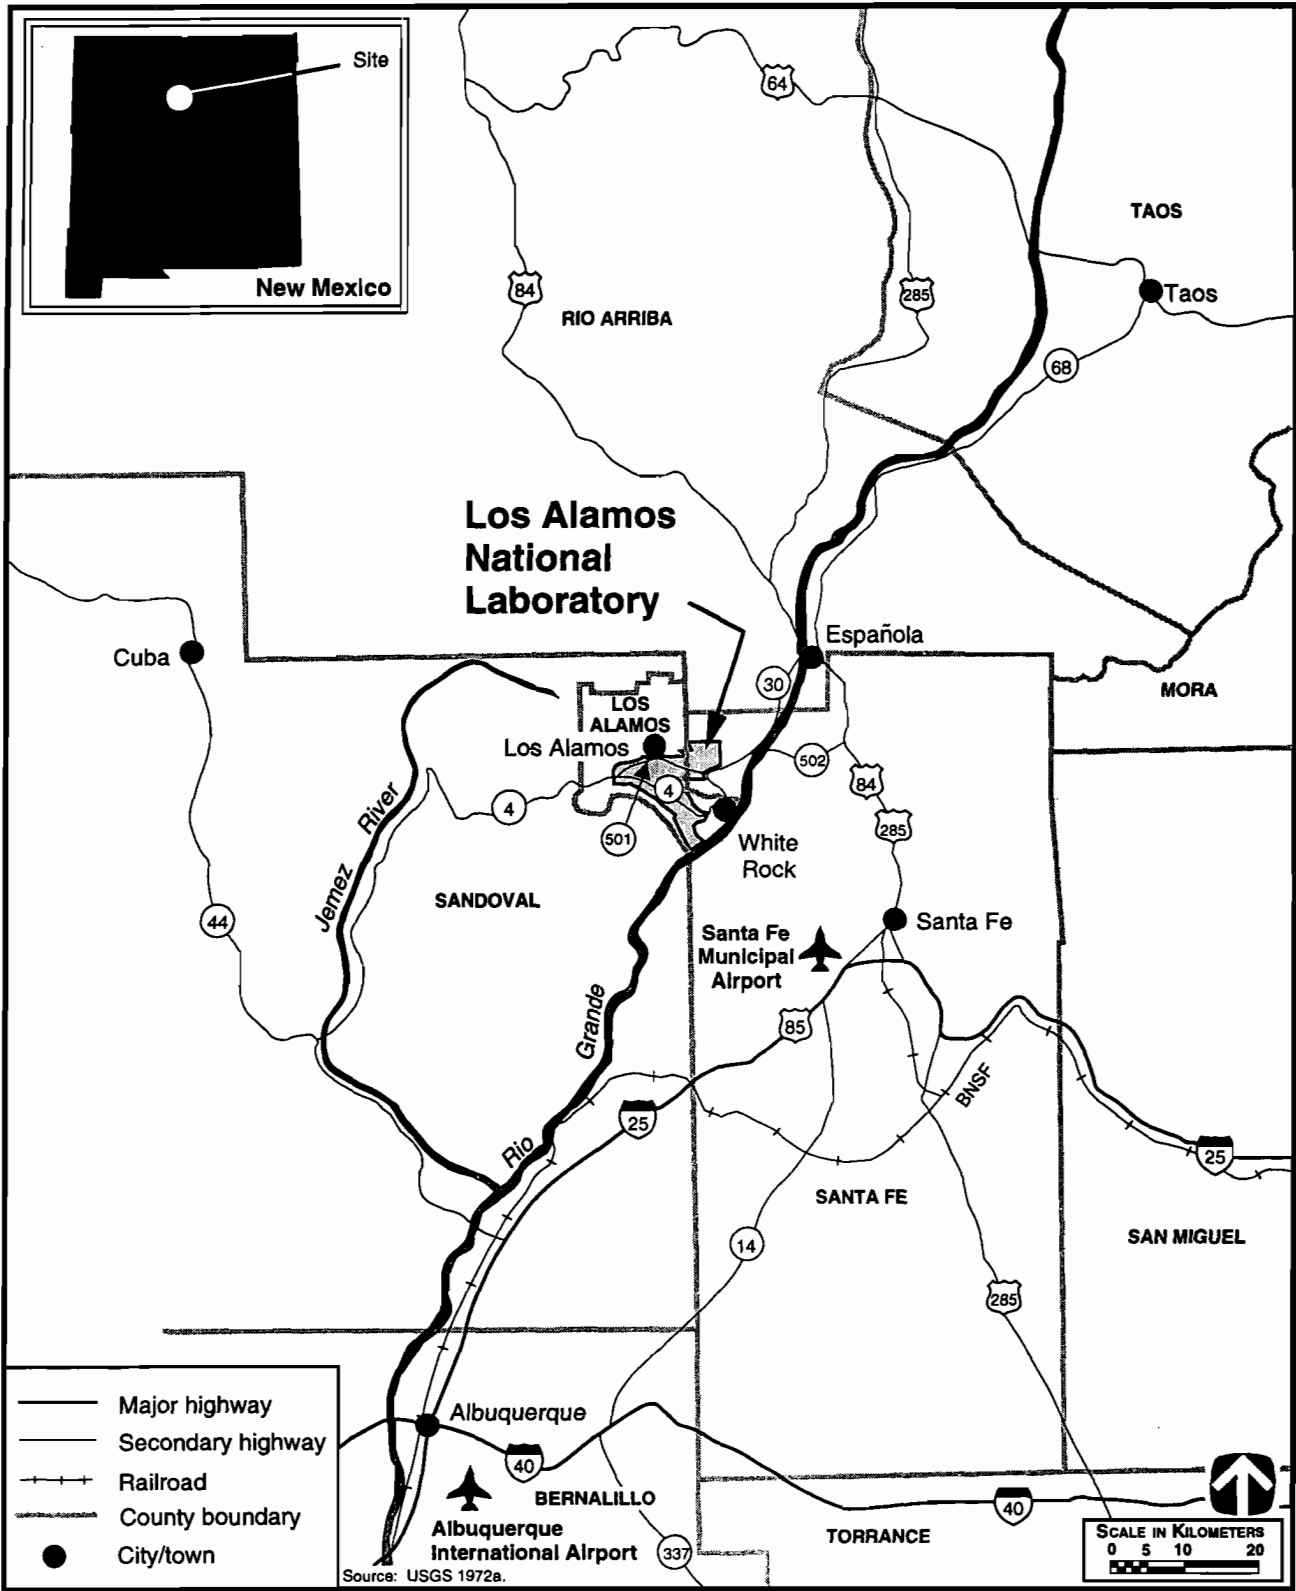 Site
New Mexico
64
TAOS
84
285
Taos
RIO ARRIBA
68
Los Alamos
National
Laboratory
Española
Cuba
30
MORA
LOS
ALAMOS
Los Alamos
502
84
4
4
285
501
White
Rock
Jemez River
SANDOVAL
44
Santa Fe
Santa Fe
Municipal
Airport
85
Rio Grande
BNSF
25
25
SANTA FE
14
SAN MIGUEL
285
Major highway
Secondary highway
Railroad
County boundary
City/town
Albuquerque
40
BERNALILLO
Albuquerque
International Airport
337
40
TORRANCE
SCALE IN KILOMETERS
0 5 10 20
Source: USGS 1972a.